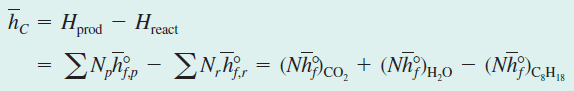 h̄_C = H_prod − H_react
= ∑N_p h̄°_f,p − ∑N_r h̄°_f,r = (Nh̄°_f)_CO₂ + (Nh̄°_f)_H₂O − (Nh̄°_f)_C₈H₁₈